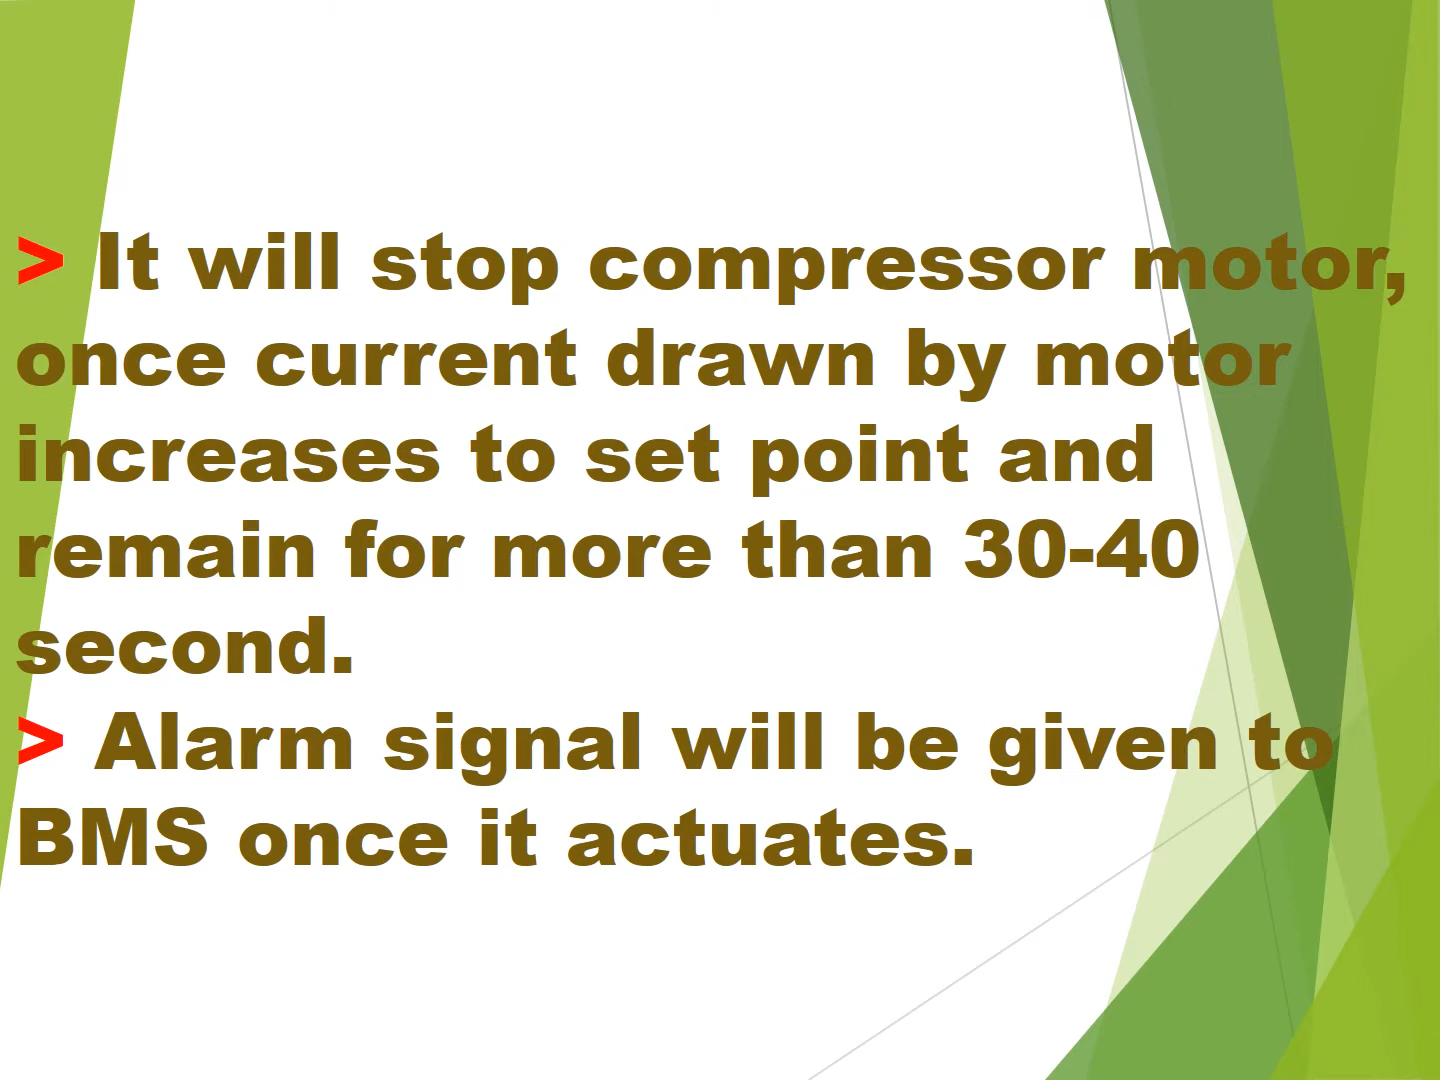 > It will stop compressor motor,
once current drawn by motor
increases to set point and
remain for more than 30-40
second.
> Alarm signal will be given to
BMS once it actuates.